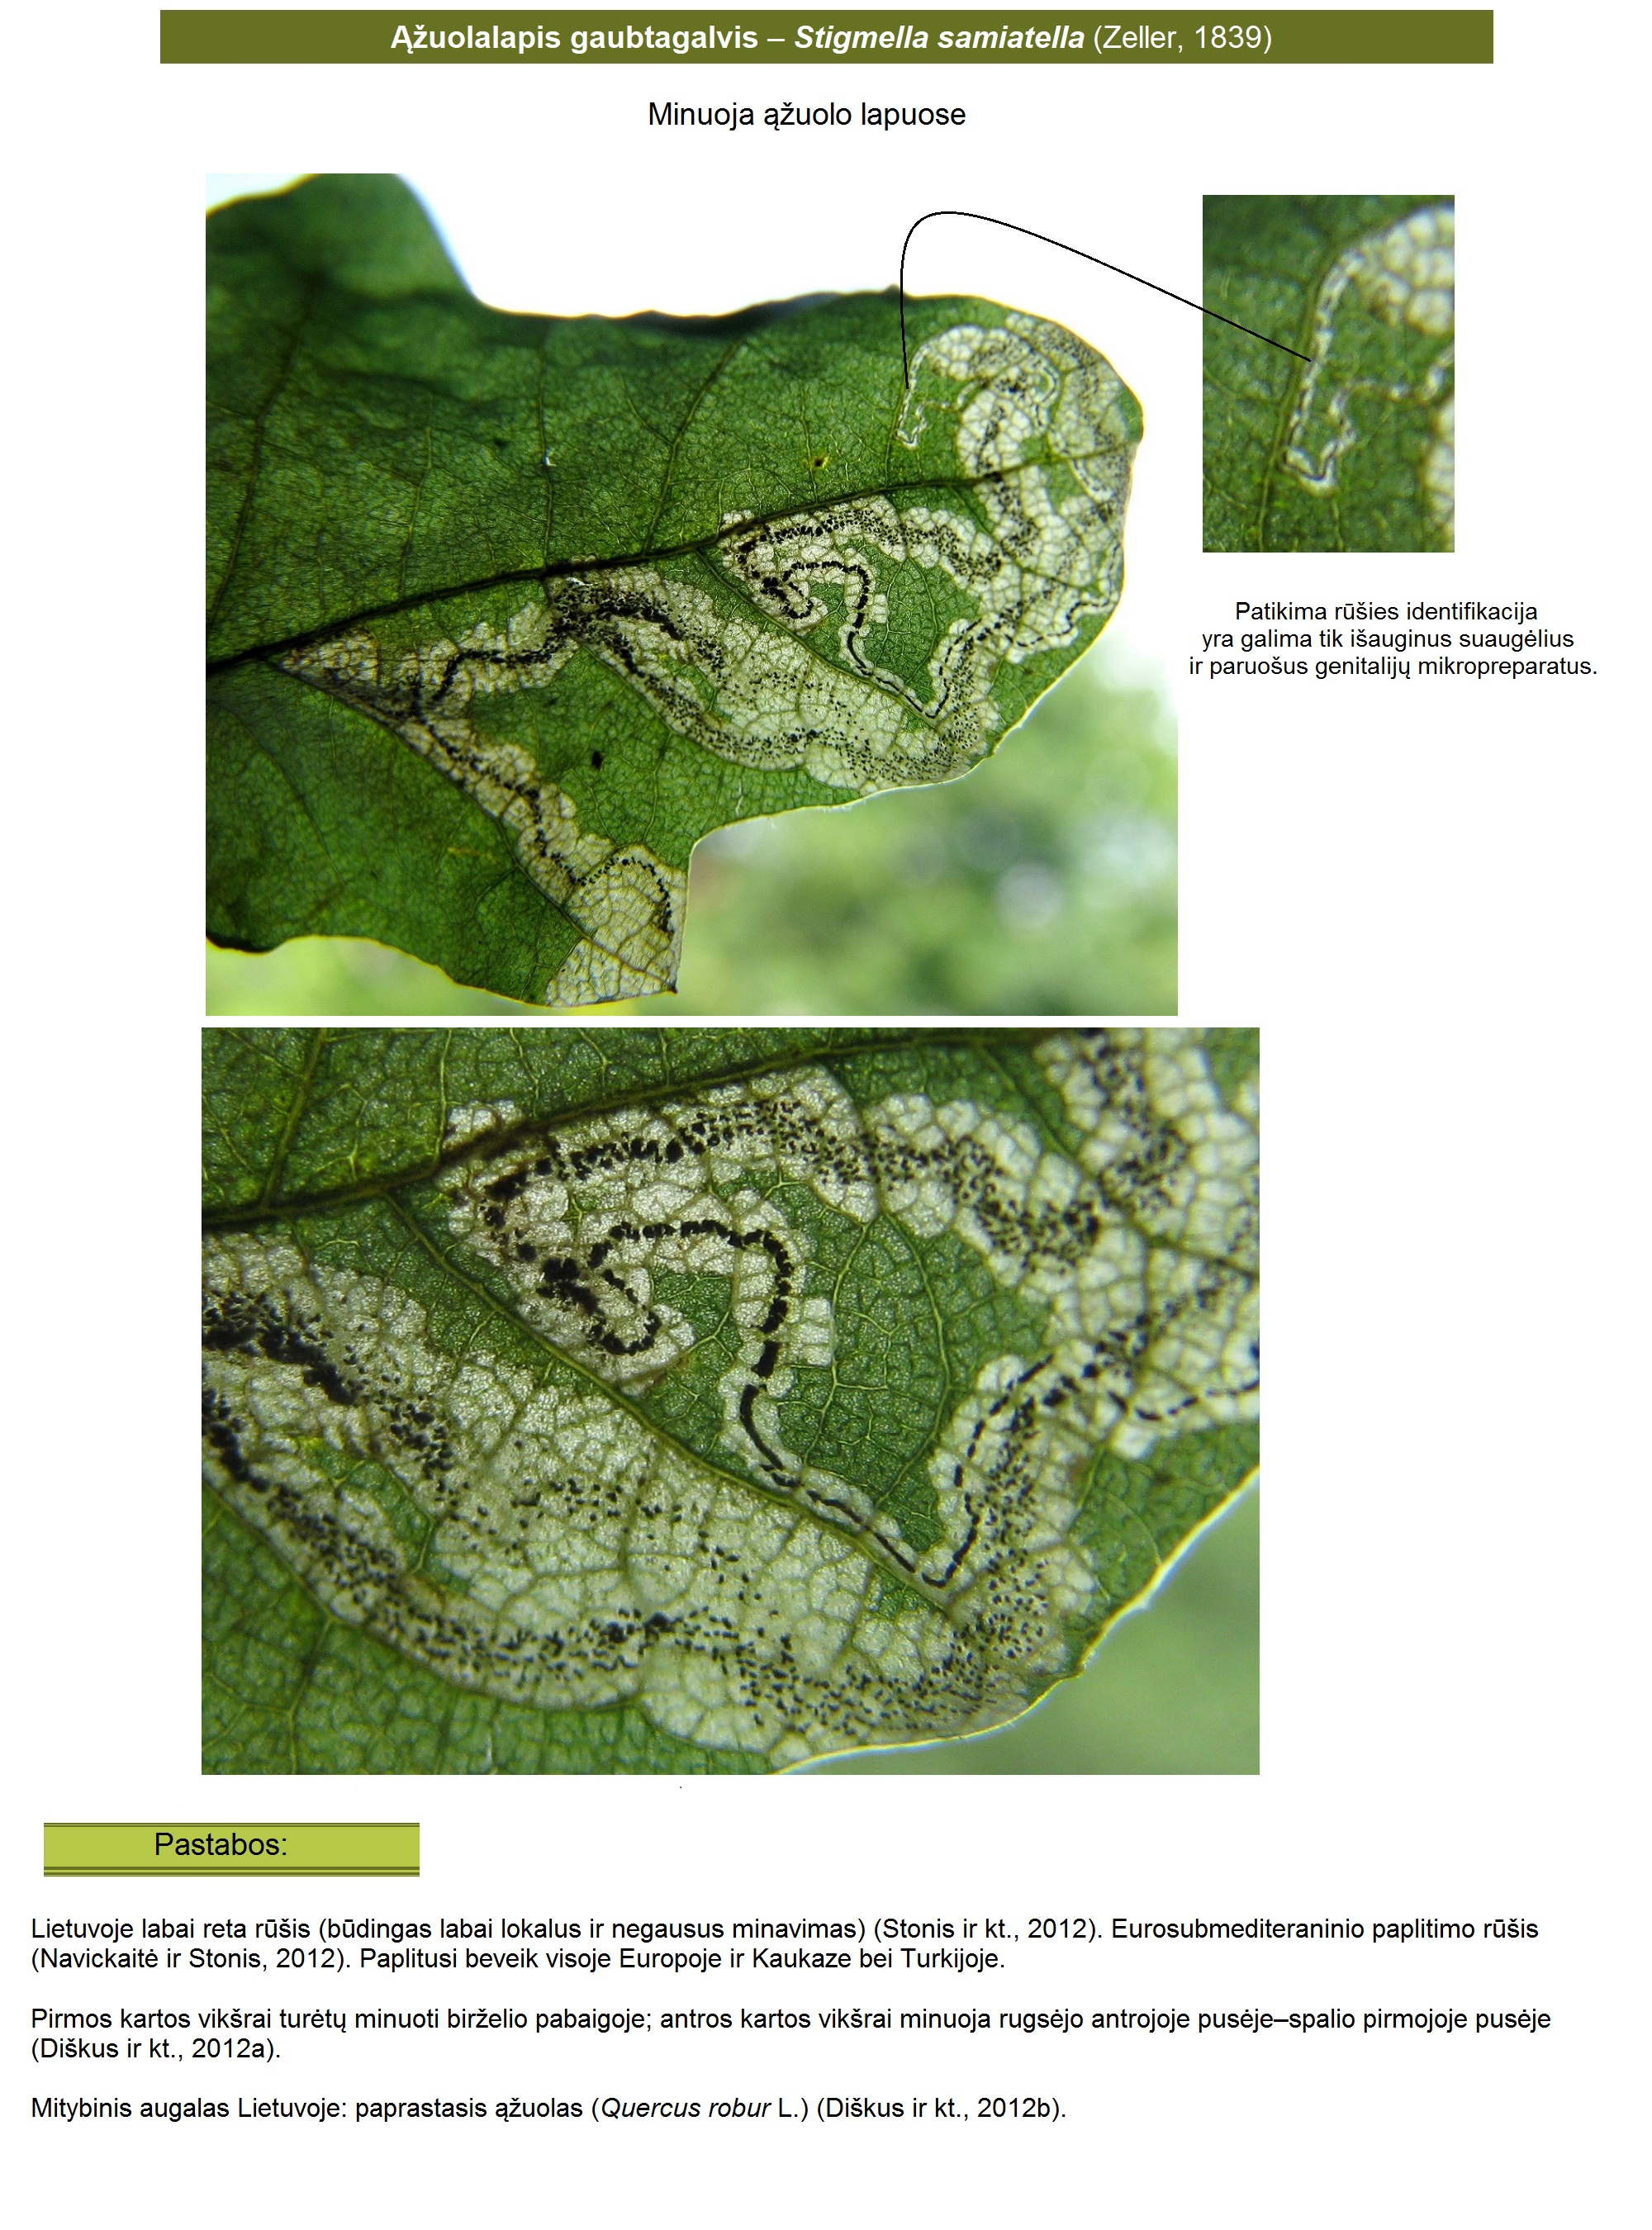 Ąžuolalapis gaubtagalvis – Stigmella samiatella (Zeller, 1839)
Minuoja ąžuolo lapuose
Patikima rūšies identifikacija
yra galima tik išauginus suaugėlius
ir paruošus genitalijų mikropreparatus.
Pastabos:
Lietuvoje labai reta rūšis (būdingas labai lokalus ir negausus minavimas) (Stonis ir kt., 2012). Eurosubmediteraninio paplitimo rūšis
(Navickaitė ir Stonis, 2012). Paplitusi beveik visoje Europoje ir Kaukaze bei Turkijoje.
Pirmos kartos vikšrai turėtų minuoti birželio pabaigoje; antros kartos vikšrai minuoja rugsėjo antrojoje pusėje–spalio pirmojoje pusėje
(Diškus ir kt., 2012a).
Mitybinis augalas Lietuvoje: paprastasis ąžuolas (Quercus robur L.) (Diškus ir kt., 2012b).